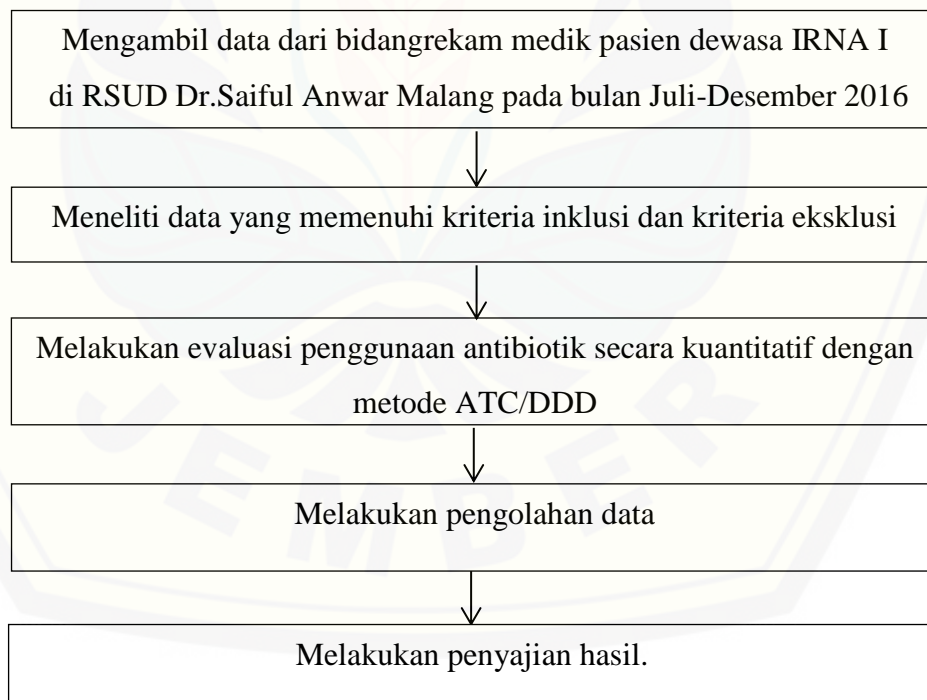 Mengambil data dari bidangrekam medik pasien dewasa IRNA I
di RSUD Dr.Saiful Anwar Malang pada bulan Juli-Desember 2016
Meneliti data yang memenuhi kriteria inklusi dan kriteria eksklusi
Melakukan evaluasi penggunaan antibiotik secara kuantitatif dengan
metode ATC/DDD
JEMBER
Melakukan pengolahan data
Melakukan penyajian hasil.